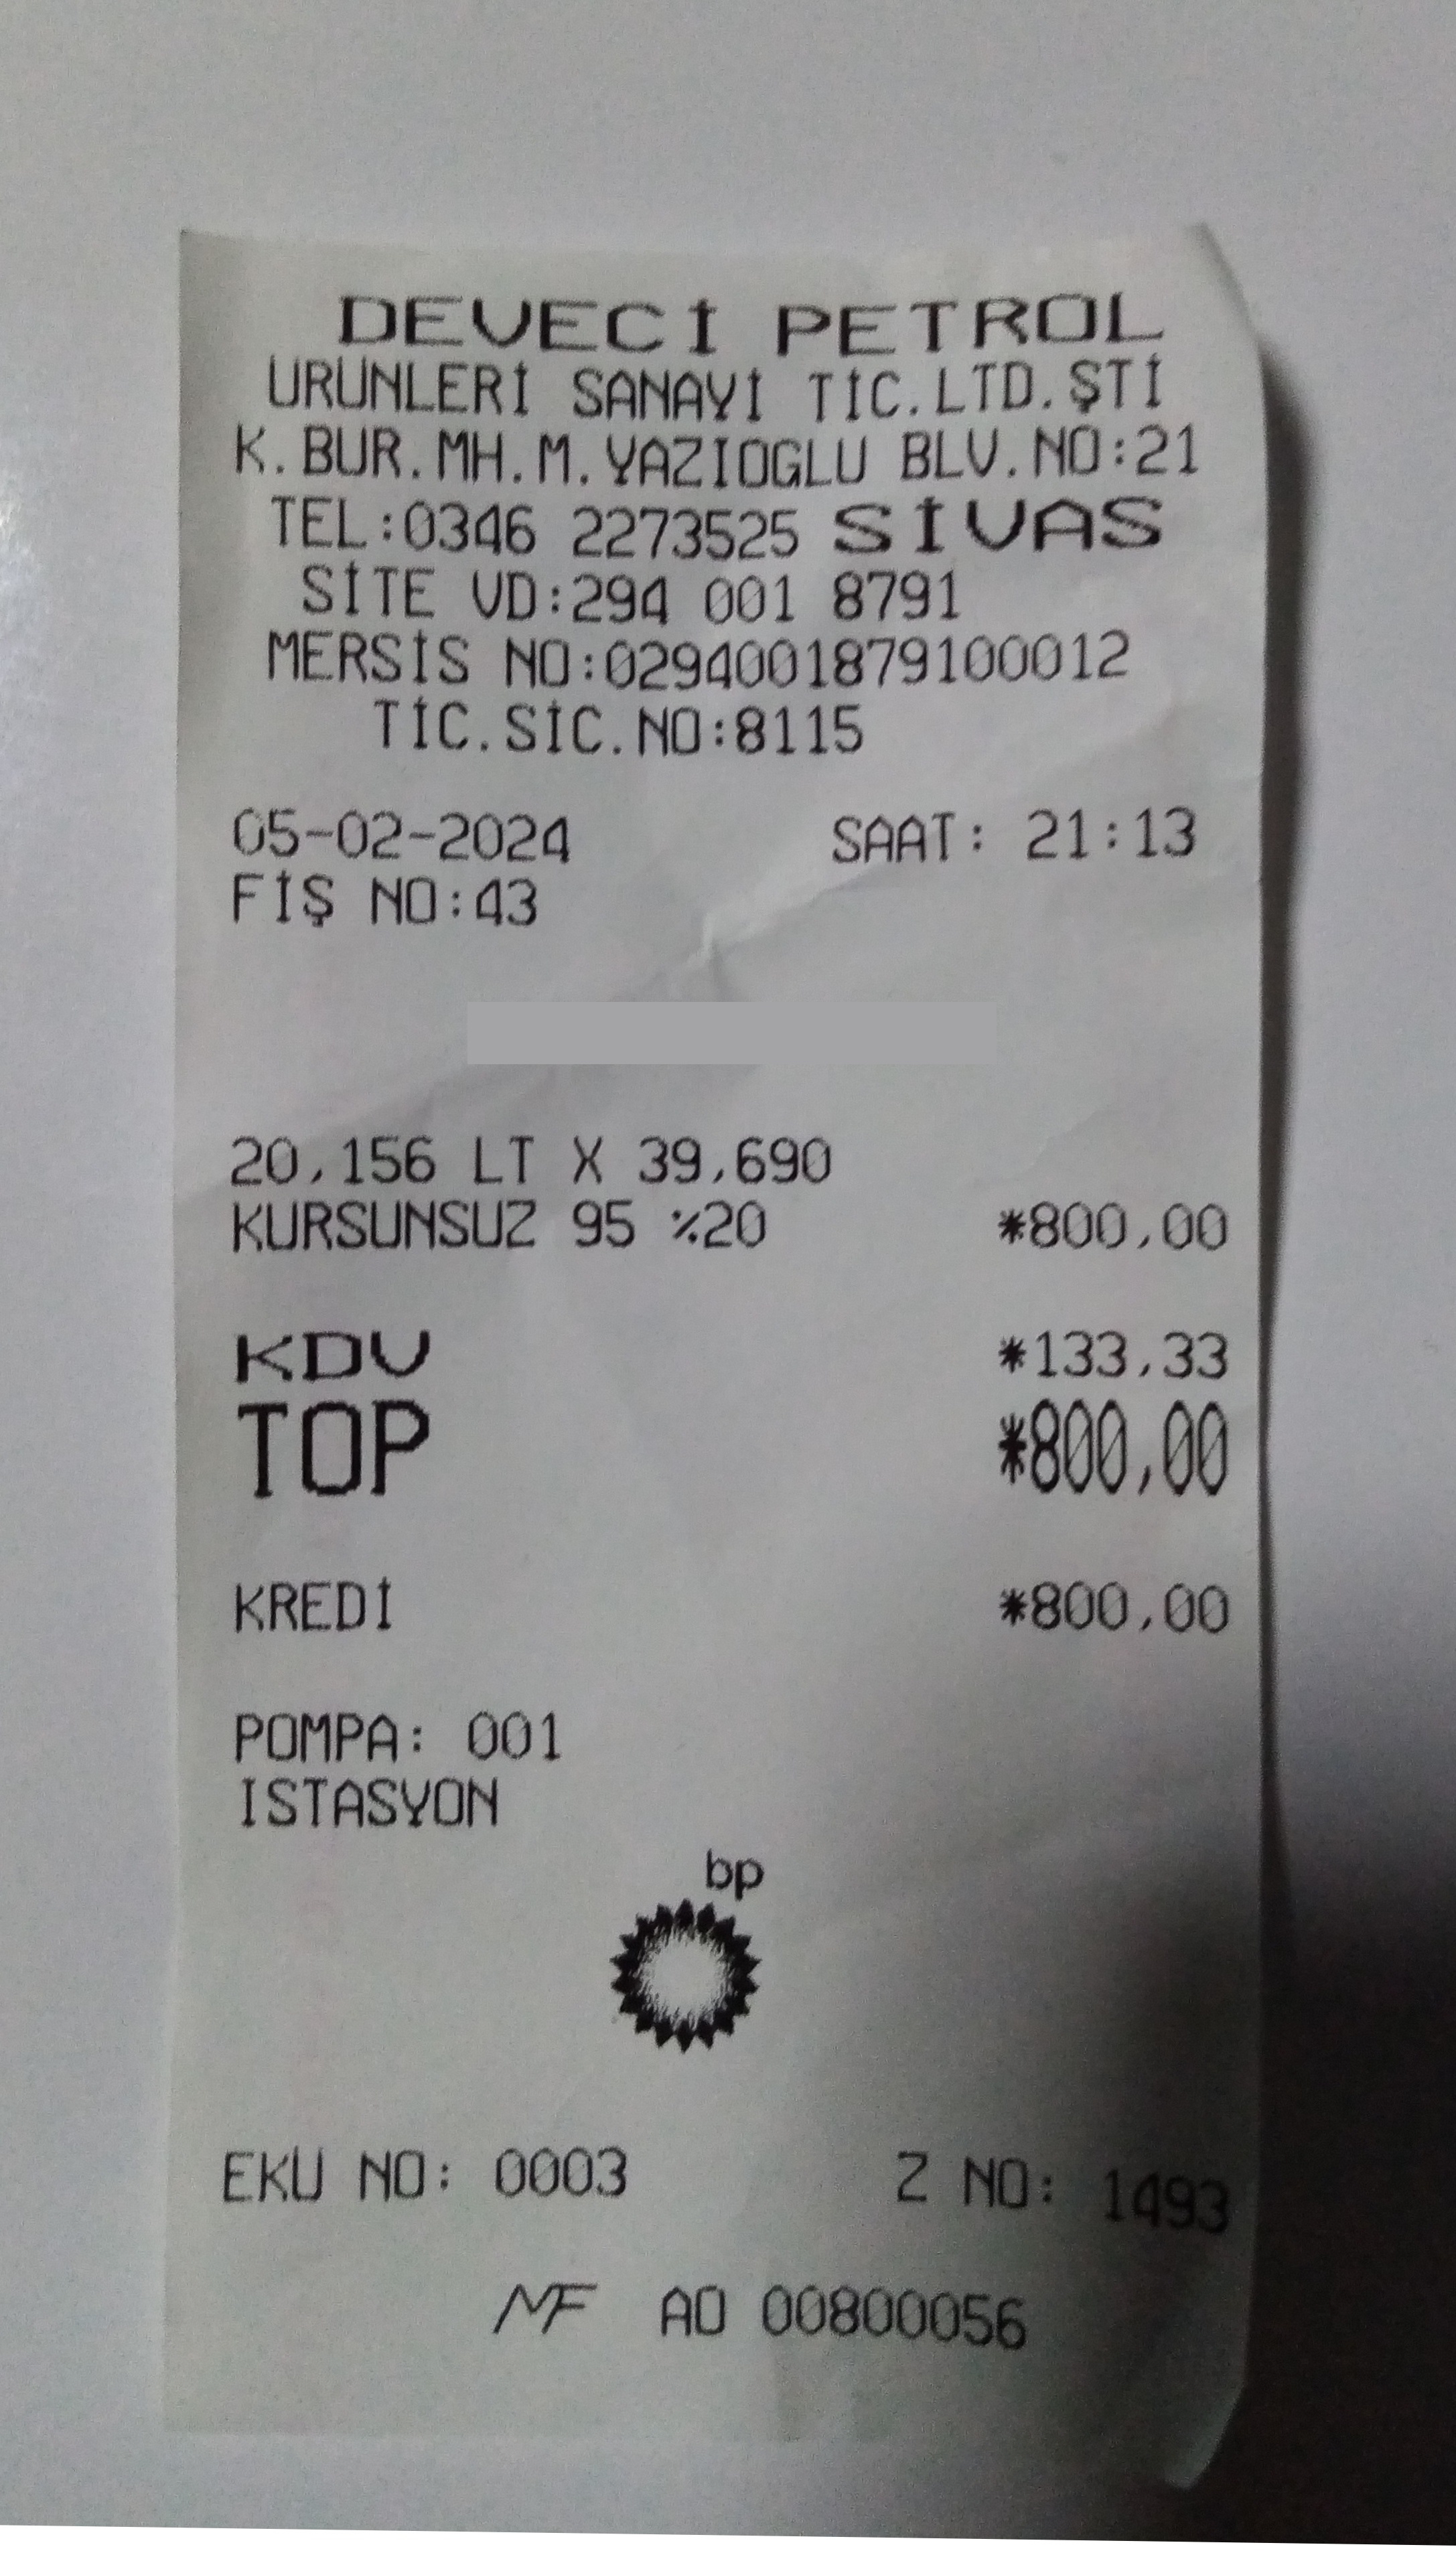 DEVECİ PETROL
URUNLERİ SANAYİ TİC.LTD.ŞTİ
K.BUR.MH.M.YAZIOGLU BLV.NO:21
TEL:0346 2273525 SİVAS
SİTE VD:294 001 8791
MERSİS NO:0294001879100012
TİC.SİC.NO:8115
05-02-2024 SAAT: 21:13
FİŞ NO:43
20,156 LT X 39,690
KURSUNSUZ 95 %20 *800,00
KDV *133,33
TOP *800,00
KREDİ *800,00
POMPA: 001
ISTASYON
bp
EKU NO: 0003 Z NO: 1493
MF AO 00800056